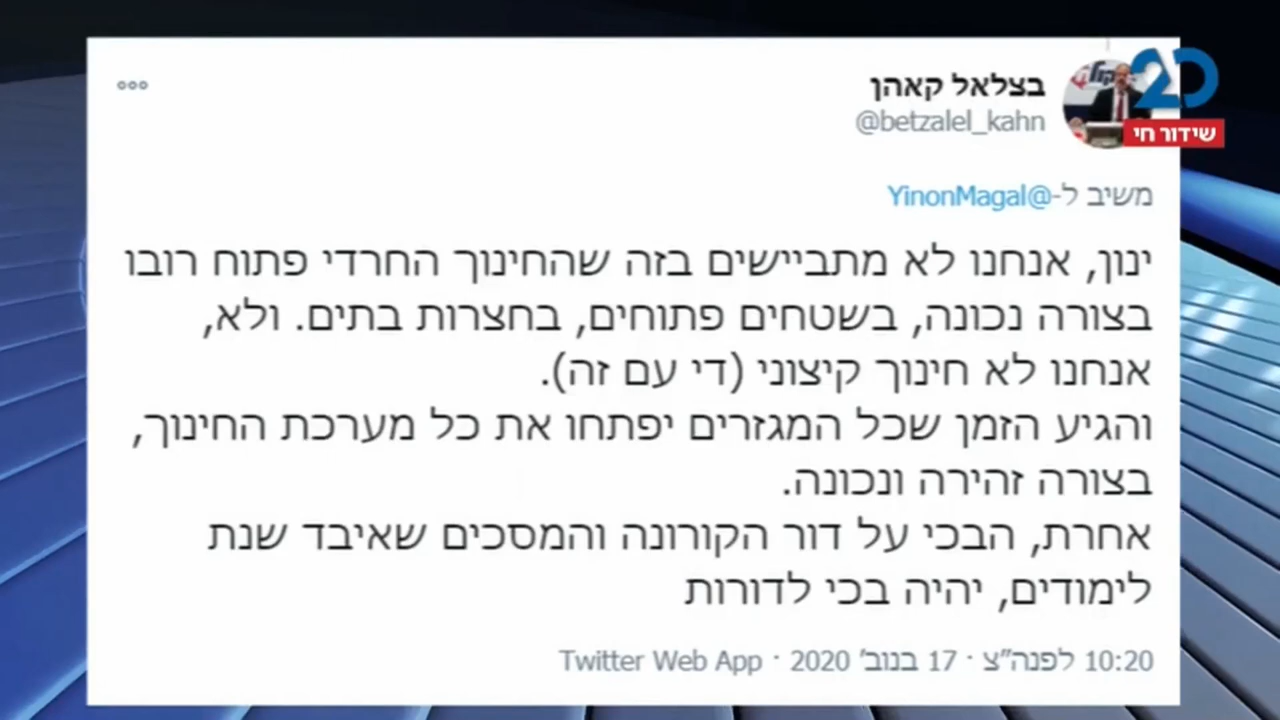 בצלאל קאהן
@betzalel_kahn
20
שידור חי
משיב ל-@YinonMagal
ינון, אנחנו לא מתביישים בזה שהחינוך החרדי פתוח רובו
בצורה נכונה, בשטחים פתוחים, בחצרות בתים. ולא,
אנחנו לא חינוך קיצוני (די עם זה).
והגיע הזמן שכל המגזרים יפתחו את כל מערכת החינוך,
בצורה זהירה ונכונה.
אחרת, הבכי על דור הקורונה והמסכים שאיבד שנת
לימודים, יהיה בכי לדורות
10:20 לפנה"צ · 17 בנוב׳ 2020 · Twitter Web App